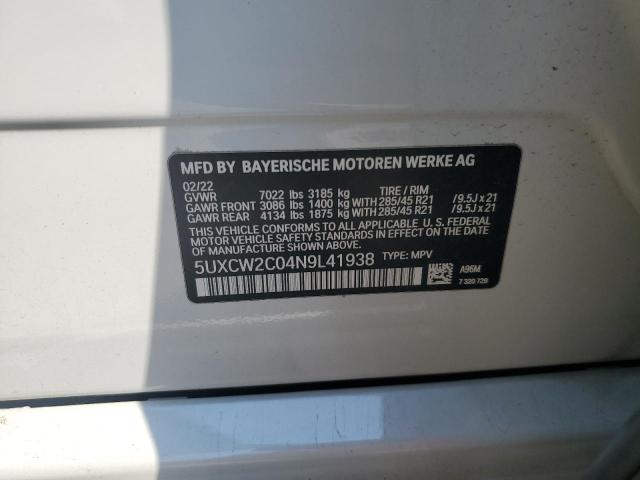 MFD BY BAYERISCHE MOTOREN WERKE AG
02/22
GVWR 7022 lbs 3185 kg TIRE / RIM
GAWR FRONT 3086 lbs 1400 kg WITH 285/45 R21 /9.5J x 21
GAWR REAR 4134 lbs 1875 kg WITH 285/45 R21 /9.5J x 21
THIS VEHICLE CONFORMS TO ALL APPLICABLE U. S. FEDERAL
MOTOR VEHICLE SAFETY STANDARDS IN EFFECT ON THE DATE
OF MANUFACTURE SHOWN ABOVE.
5UXCW2C04N9L41938 TYPE: MPV
A96M
7 329 729